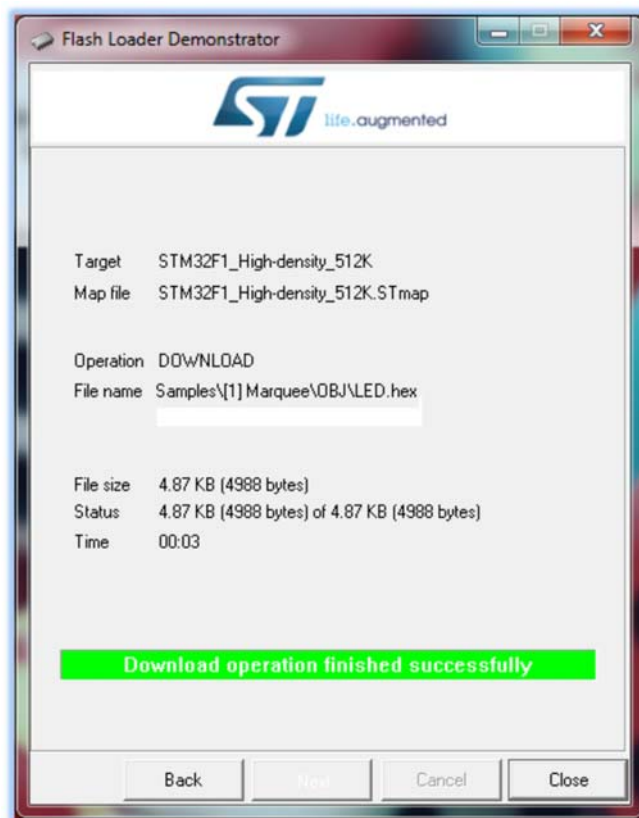 Flash Loader Demonstrator
ST life.augmented
Target STM32F1_High-density_512K
Map file STM32F1_High-density_512K.STmap
Operation DOWNLOAD
File name Samples\[1] Marquee\OBJ\LED.hex
File size 4.87 KB (4988 bytes)
Status 4.87 KB (4988 bytes) of 4.87 KB (4988 bytes)
Time 00:03
Download operation finished successfully
Back Next Cancel Close